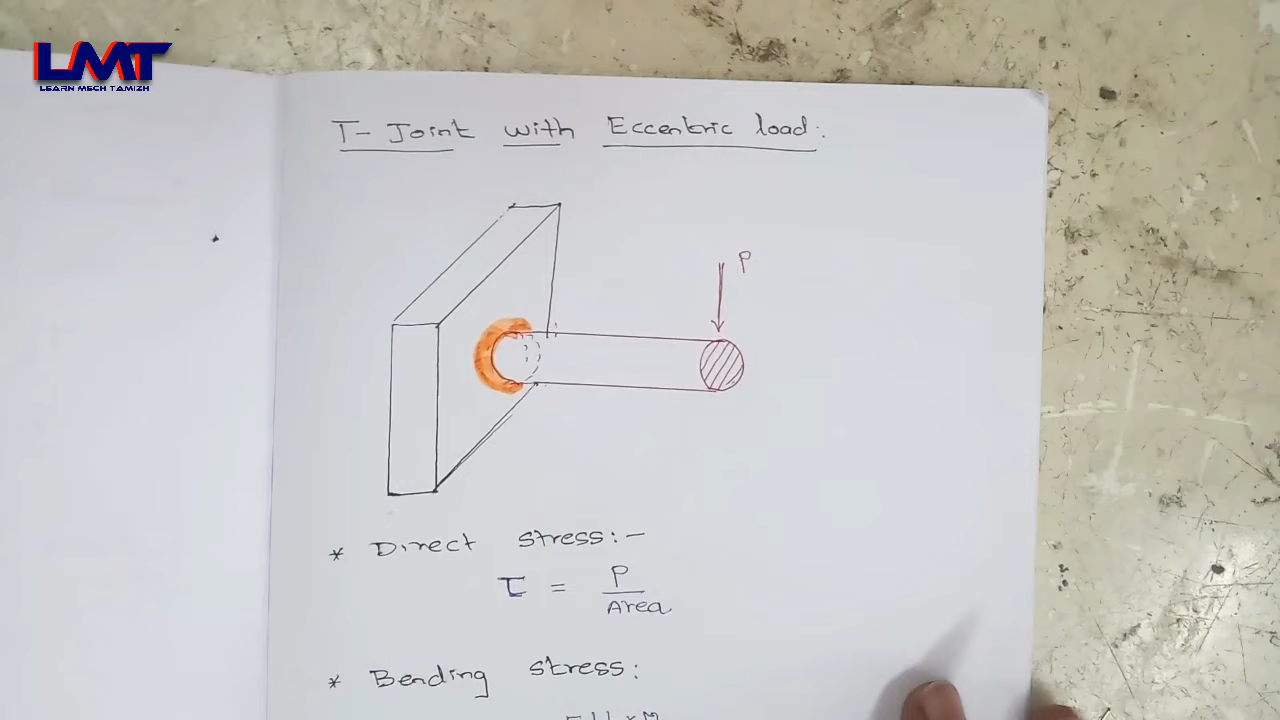 LMT
LEARN MECH TAMIZH
T- Joint with Eccentric load:
P
* Direct stress:-
τ = P
Area
* Bending stress: